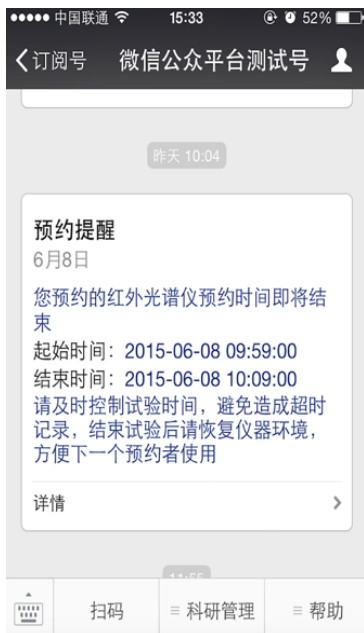 中国联通 15:33 52%
订阅号 微信公众平台测试号
昨天 10:04
预约提醒
6月8日
您预约的红外光谱仪预约时间即将结
束
起始时间：2015-06-08 09:59:00
结束时间：2015-06-08 10:09:00
请及时控制试验时间，避免造成超时
记录，结束试验后请恢复仪器环境，
方便下一个预约者使用
详情
扫码 科研管理 帮助